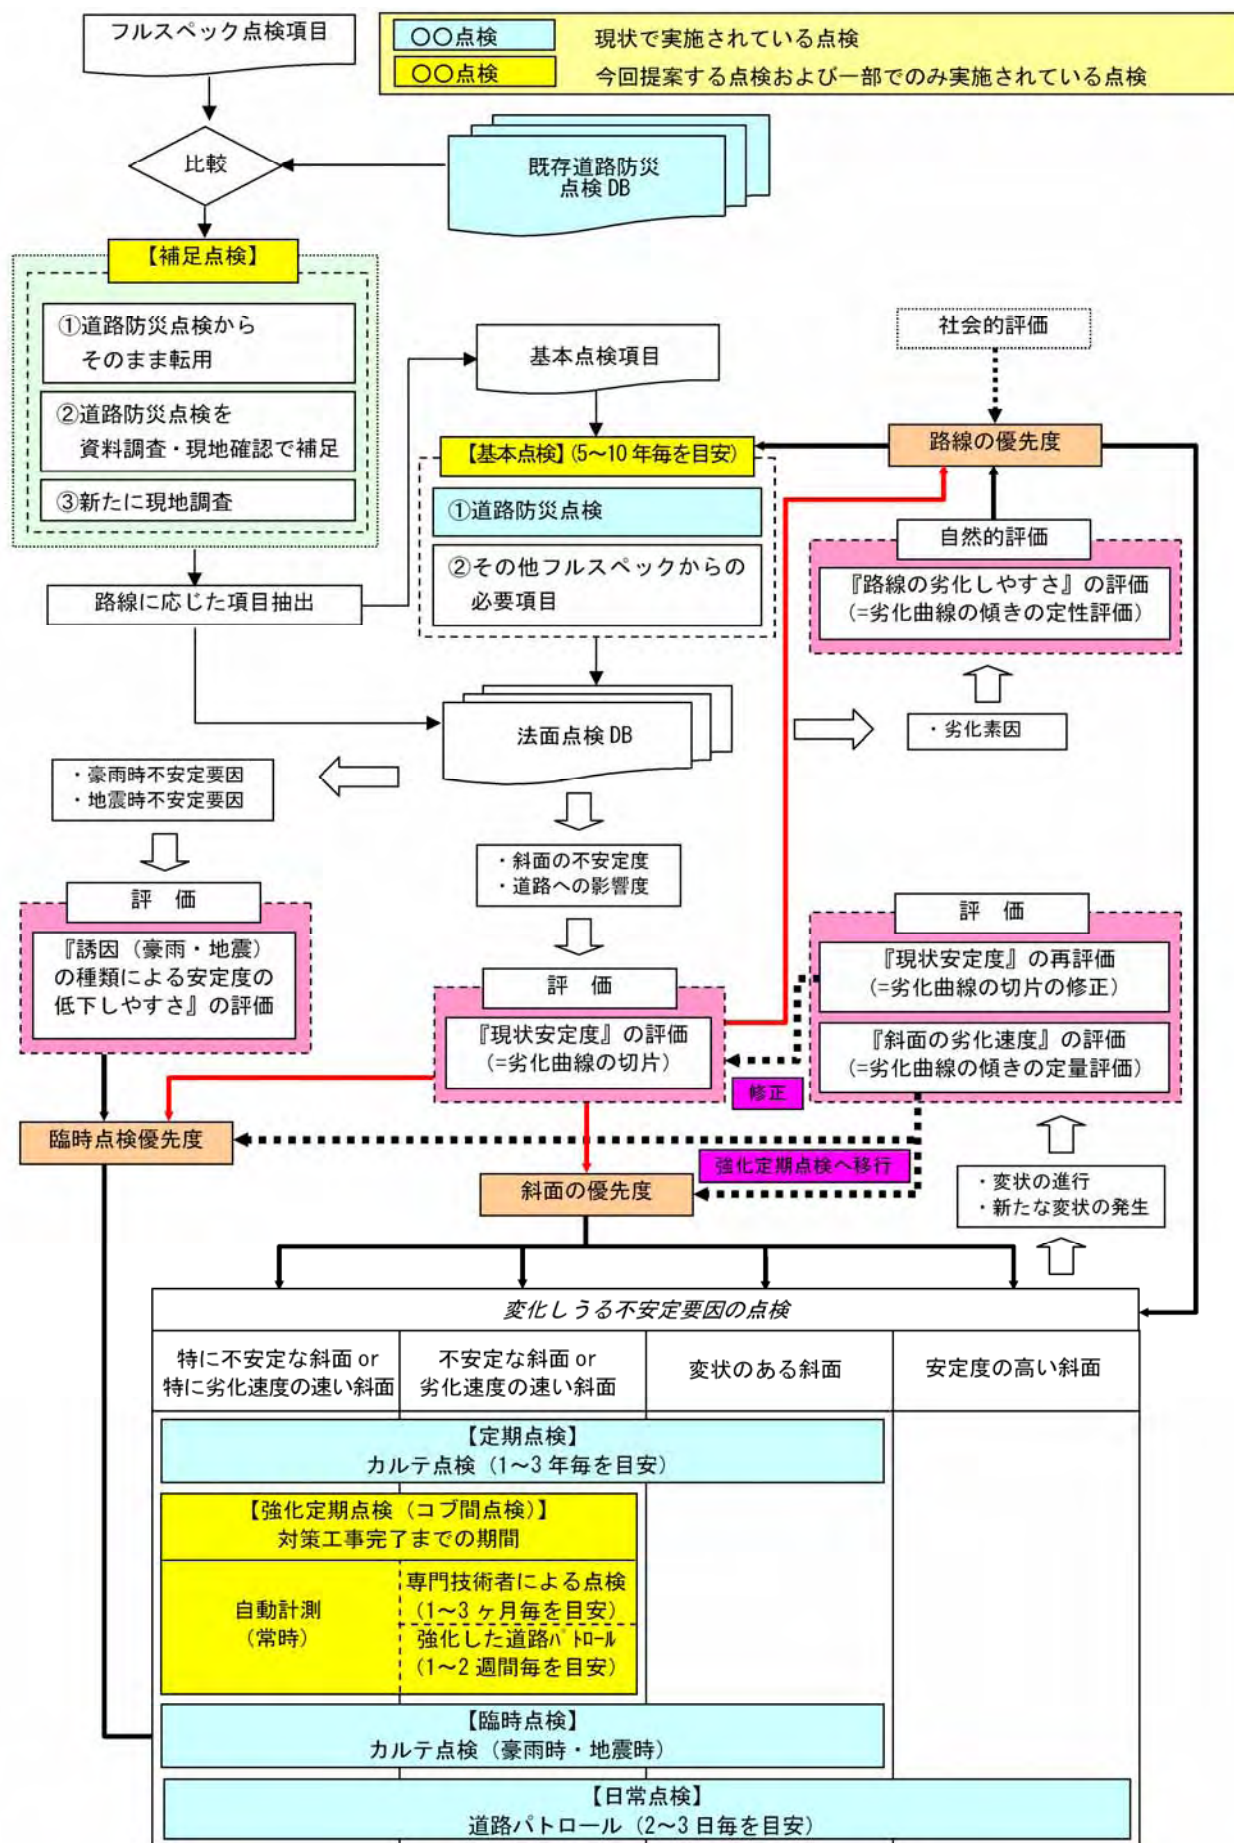 フルスペック点検項目
〇〇点検
現状で実施されている点検
〇〇点検
今回提案する点検および一部でのみ実施されている点検
比較
既存道路防災
点検 DB
【補足点検】
①道路防災点検から
そのまま転用
②道路防災点検を
資料調査・現地確認で補足
③新たに現地調査
路線に応じた項目抽出
基本点検項目
【基本点検】(5～10 年毎を目安)
①道路防災点検
②その他フルスペックからの
必要項目
社会的評価
路線の優先度
自然的評価
『路線の劣化しやすさ』の評価
(=劣化曲線の傾きの定性評価)
・劣化素因
法面点検 DB
・豪雨時不安定要因
・地震時不安定要因
・斜面の不安定度
・道路への影響度
評　価
『誘因（豪雨・地震）
の種類による安定度の
低下しやすさ』の評価
評　価
『現状安定度』の評価
(=劣化曲線の切片)
評　価
『現状安定度』の再評価
(=劣化曲線の切片の修正)
『斜面の劣化速度』の評価
(=劣化曲線の傾きの定量評価)
修正
臨時点検優先度
強化定期点検へ移行
斜面の優先度
・変状の進行
・新たな変状の発生
変化しうる不安定要因の点検
特に不安定な斜面 or
特に劣化速度の速い斜面
不安定な斜面 or
劣化速度の速い斜面
変状のある斜面
安定度の高い斜面
【定期点検】
カルテ点検（1～3 年毎を目安）
【強化定期点検（コブ間点検）】
対策工事完了までの期間
自動計測
(常時)
専門技術者による点検
(1～3 ヶ月毎を目安)
強化した道路ﾊﾟﾄﾛｰﾙ
(1～2 週間毎を目安)
【臨時点検】
カルテ点検（豪雨時・地震時）
【日常点検】
道路パトロール（2～3 日毎を目安）